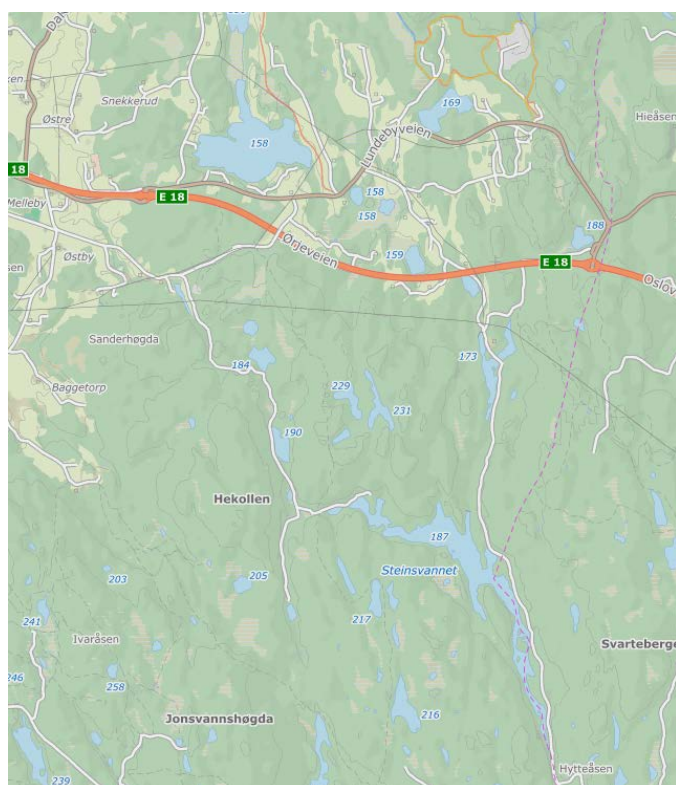 169
Snekkerud
Østre
Hieåsen
158
Lundebyveien
18
E 18
158
Melleby
158
188
Ørjeveien
Østby
159
E 18
Oslov
sen
Sanderhøgda
173
184
Baggetorp
229
231
190
Hekollen
187
Steinsvannet
203
205
241
217
Ivaråsen
Svarteberge
246
258
Jonsvannshøgda
216
Hytteåsen
239